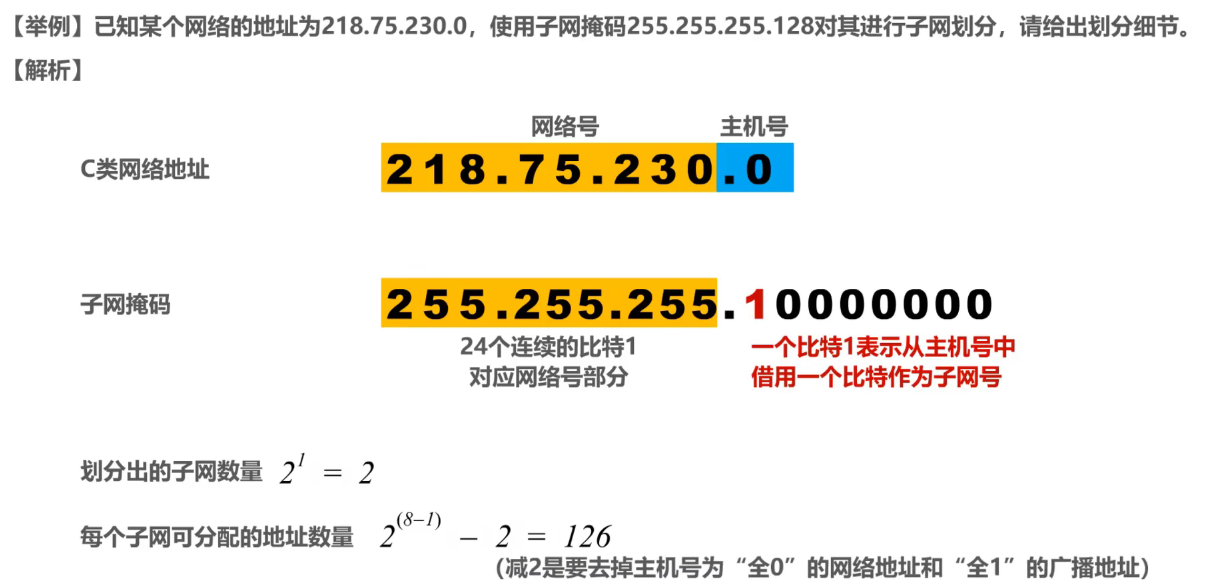 【举例】已知某个网络的地址为218.75.230.0，使用子网掩码255.255.255.128对其进行子网划分，请给出划分细节。
【解析】
网络号 主机号
C类网络地址 218.75.230.0
子网掩码 255.255.255.10000000
24个连续的比特1 一个比特1表示从主机号中
对应网络号部分 借用一个比特作为子网号
划分出的子网数量 2^1 = 2
每个子网可分配的地址数量 2^(8-1) - 2 = 126
(减2是要去掉主机号为“全0”的网络地址和“全1”的广播地址)